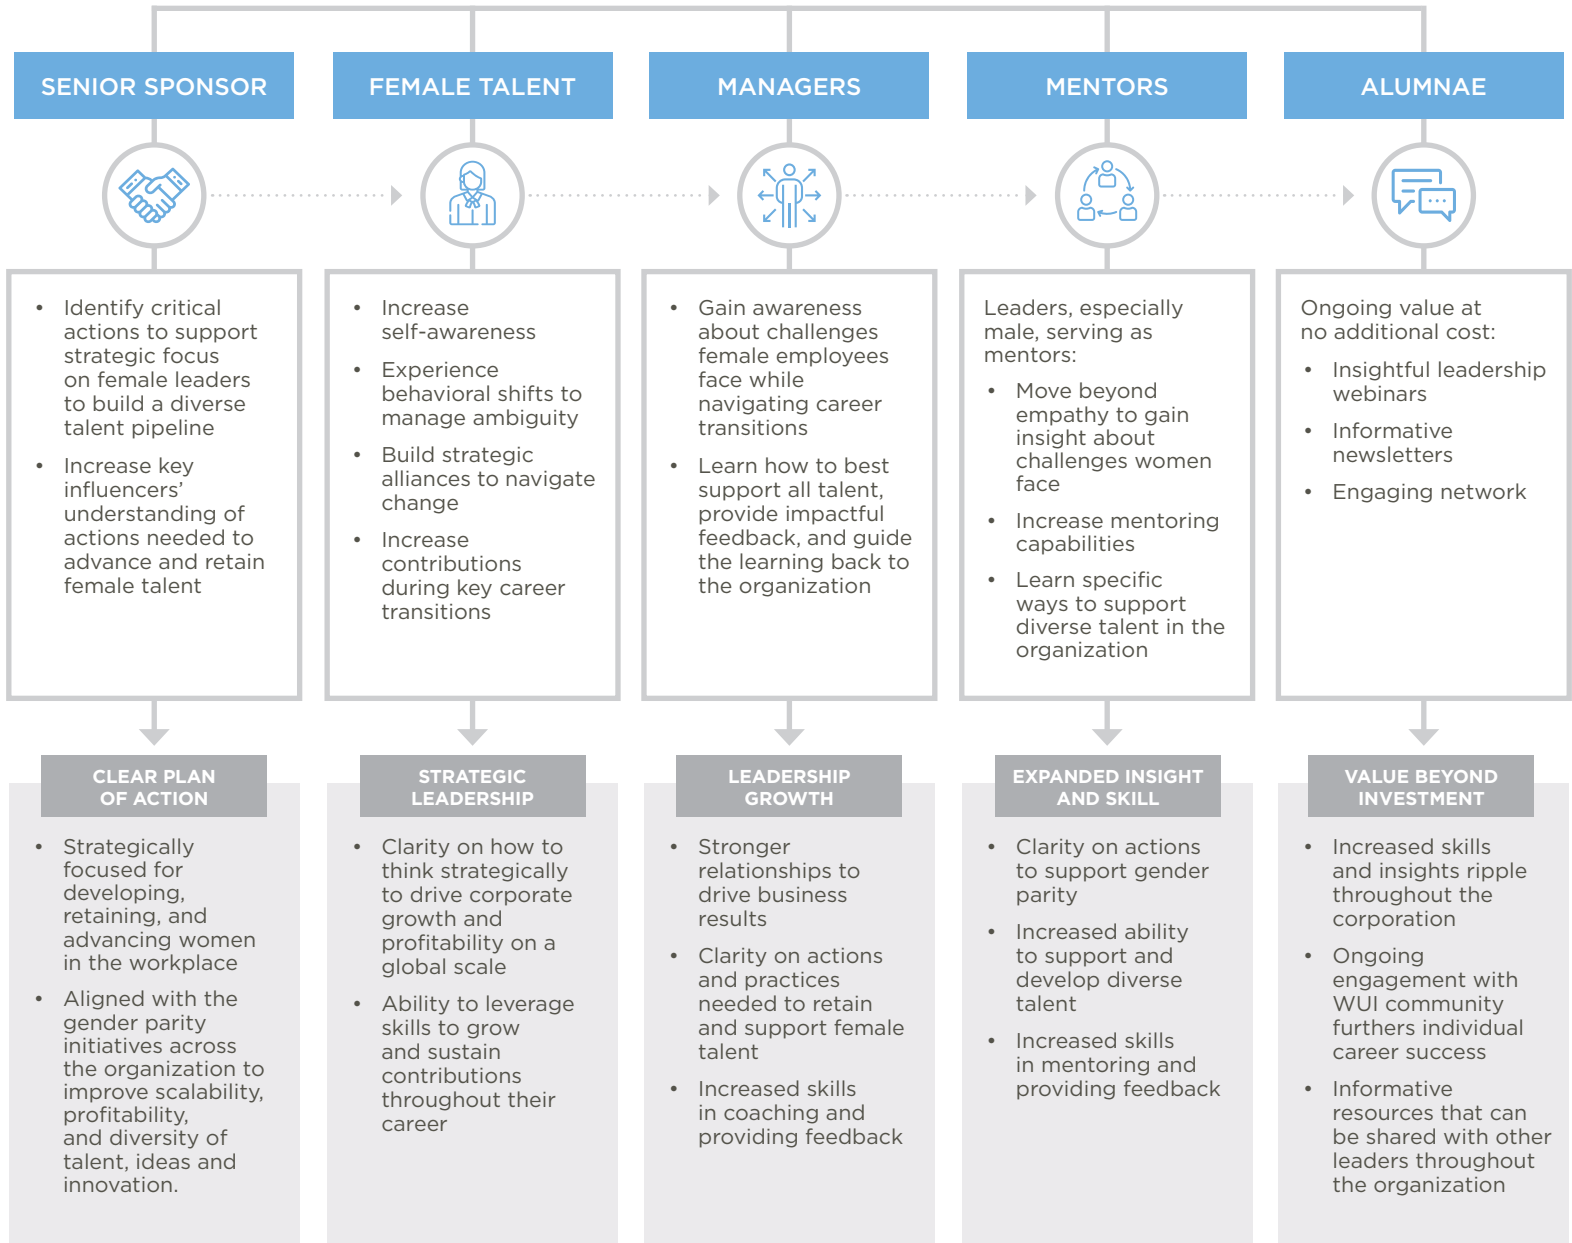 SENIOR SPONSOR
FEMALE TALENT
MANAGERS
MENTORS
ALUMNAE
• Identify critical
actions to support
strategic focus
on female leaders
to build a diverse
talent pipeline
• Increase key
influencers’
understanding of
actions needed to
advance and retain
female talent
• Increase
self-awareness
• Experience
behavioral shifts to
manage ambiguity
• Build strategic
alliances to navigate
change
• Increase
contributions
during key career
transitions
• Gain awareness
about challenges
female employees
face while
navigating career
transitions
• Learn how to best
support all talent,
provide impactful
feedback, and guide
the learning back to
the organization
Leaders, especially
male, serving as
mentors:
• Move beyond
empathy to gain
insight about
challenges women
face
• Increase mentoring
capabilities
• Learn specific
ways to support
diverse talent in the
organization
Ongoing value at
no additional cost:
• Insightful leadership
webinars
• Informative
newsletters
• Engaging network
CLEAR PLAN
OF ACTION
• Strategically
focused for
developing,
retaining, and
advancing women
in the workplace
• Aligned with the
gender parity
initiatives across
the organization to
improve scalability,
profitability,
and diversity of
talent, ideas and
innovation.
STRATEGIC
LEADERSHIP
• Clarity on how to
think strategically
to drive corporate
growth and
profitability on a
global scale
• Ability to leverage
skills to grow
and sustain
contributions
throughout their
career
LEADERSHIP
GROWTH
• Stronger
relationships to
drive business
results
• Clarity on actions
and practices
needed to retain
and support female
talent
• Increased skills
in coaching and
providing feedback
EXPANDED INSIGHT
AND SKILL
• Clarity on actions
to support gender
parity
• Increased ability
to support and
develop diverse
talent
• Increased skills
in mentoring and
providing feedback
VALUE BEYOND
INVESTMENT
• Increased skills
and insights ripple
throughout the
corporation
• Ongoing
engagement with
WUI community
furthers individual
career success
• Informative
resources that can
be shared with other
leaders throughout
the organization